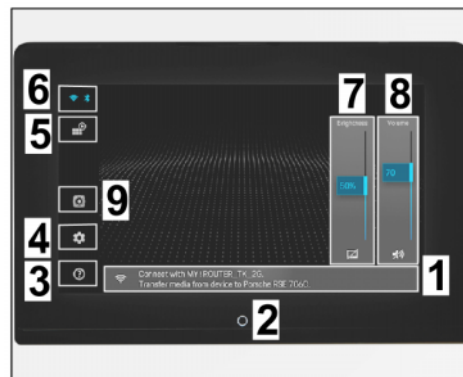 6
5
9
4
3
7
8
Brightness
Volume
50%
70
Connect with MY!ROUTER_TK_2G.
Transfer media from device to Porsche RSE 7060.
1
2